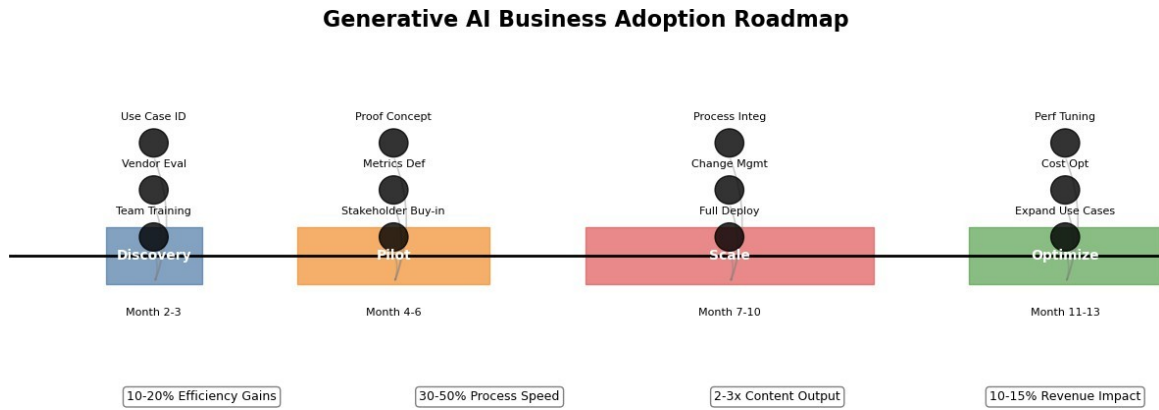 Generative AI Business Adoption Roadmap
Use Case ID
Proof Concept
Process Integ
Perf Tuning
Vendor Eval
Metrics Def
Change Mgmt
Cost Opt
Team Training
Stakeholder Buy-in
Full Deploy
Expand Use Cases
Discovery
Pilot
Scale
Optimize
Month 2-3
Month 4-6
Month 7-10
Month 11-13
10-20% Efficiency Gains
30-50% Process Speed
2-3x Content Output
10-15% Revenue Impact